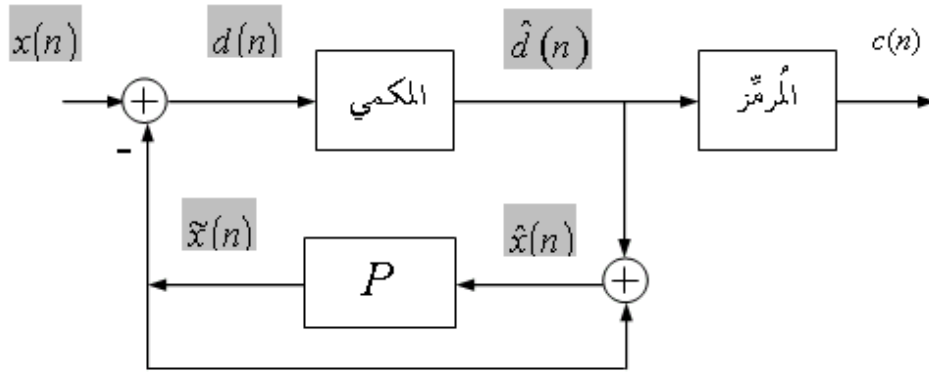 x(n)
d(n)
d̂(n)
c(n)
+
المكمي
المُرمِّز
-
x̃(n)
x̂(n)
P
+